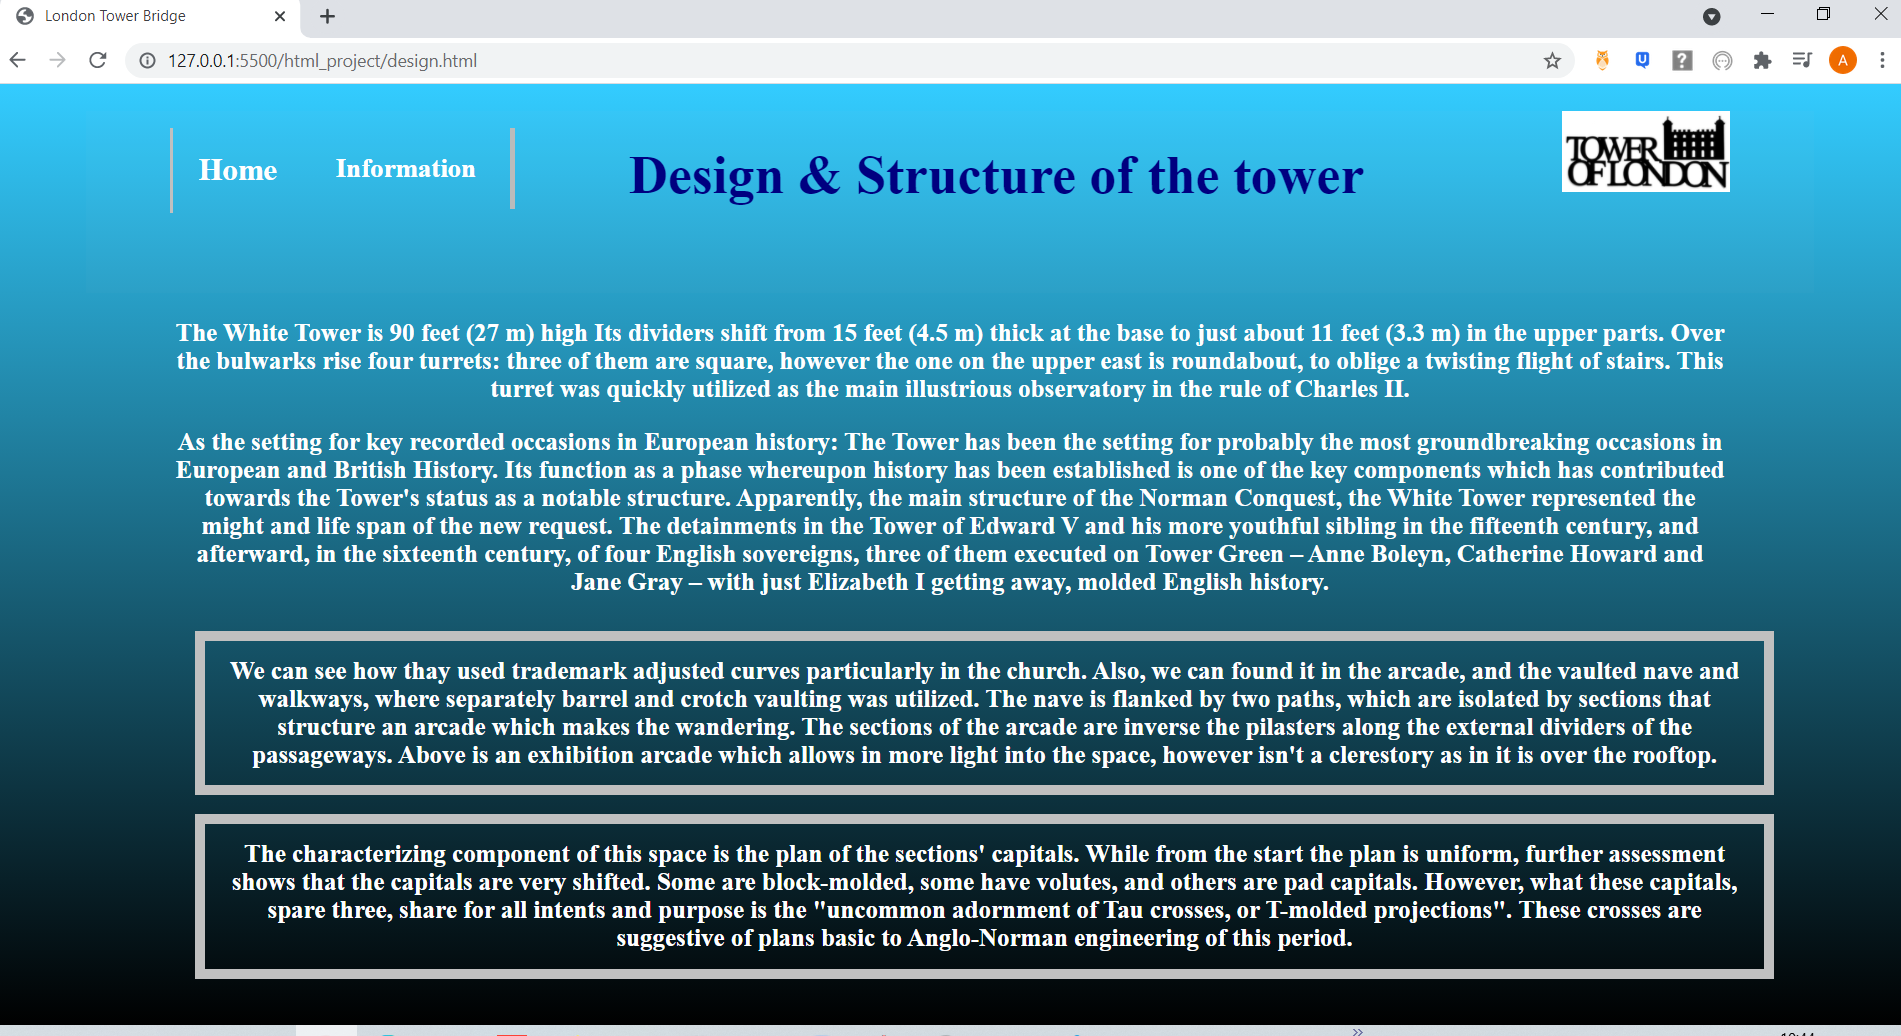 London Tower Bridge
127.0.0.1:5500/html_project/design.html
A
Home
Information
Design & Structure of the tower
TOWER
OF LONDON
The White Tower is 90 feet (27 m) high Its dividers shift from 15 feet (4.5 m) thick at the base to just about 11 feet (3.3 m) in the upper parts. Over
the bulwarks rise four turrets: three of them are square, however the one on the upper east is roundabout, to oblige a twisting flight of stairs. This
turret was quickly utilized as the main illustrious observatory in the rule of Charles II.
As the setting for key recorded occasions in European history: The Tower has been the setting for probably the most groundbreaking occasions in
European and British History. Its function as a phase whereupon history has been established is one of the key components which has contributed
towards the Tower's status as a notable structure. Apparently, the main structure of the Norman Conquest, the White Tower represented the
might and life span of the new request. The detainments in the Tower of Edward V and his more youthful sibling in the fifteenth century, and
afterward, in the sixteenth century, of four English sovereigns, three of them executed on Tower Green – Anne Boleyn, Catherine Howard and
Jane Gray – with just Elizabeth I getting away, molded English history.
We can see how thay used trademark adjusted curves particularly in the church. Also, we can found it in the arcade, and the vaulted nave and
walkways, where separately barrel and crotch vaulting was utilized. The nave is flanked by two paths, which are isolated by sections that
structure an arcade which makes the wandering. The sections of the arcade are inverse the pilasters along the external dividers of the
passageways. Above is an exhibition arcade which allows in more light into the space, however isn't a clerestory as in it is over the rooftop.
The characterizing component of this space is the plan of the sections' capitals. While from the start the plan is uniform, further assessment
shows that the capitals are very shifted. Some are block-molded, some have volutes, and others are pad capitals. However, what these capitals,
spare three, share for all intents and purpose is the "uncommon adornment of Tau crosses, or T-molded projections". These crosses are
suggestive of plans basic to Anglo-Norman engineering of this period.